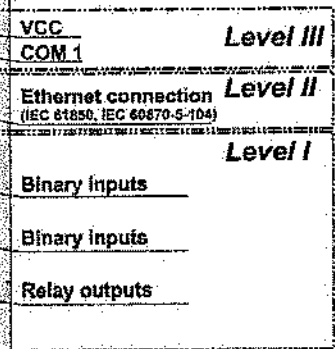 VCC
Level III
COM 1
Ethernet connection Level II
(IEC 61850, IEC 60870-5-104)
Level I
Binary inputs
Binary inputs
Relay outputs